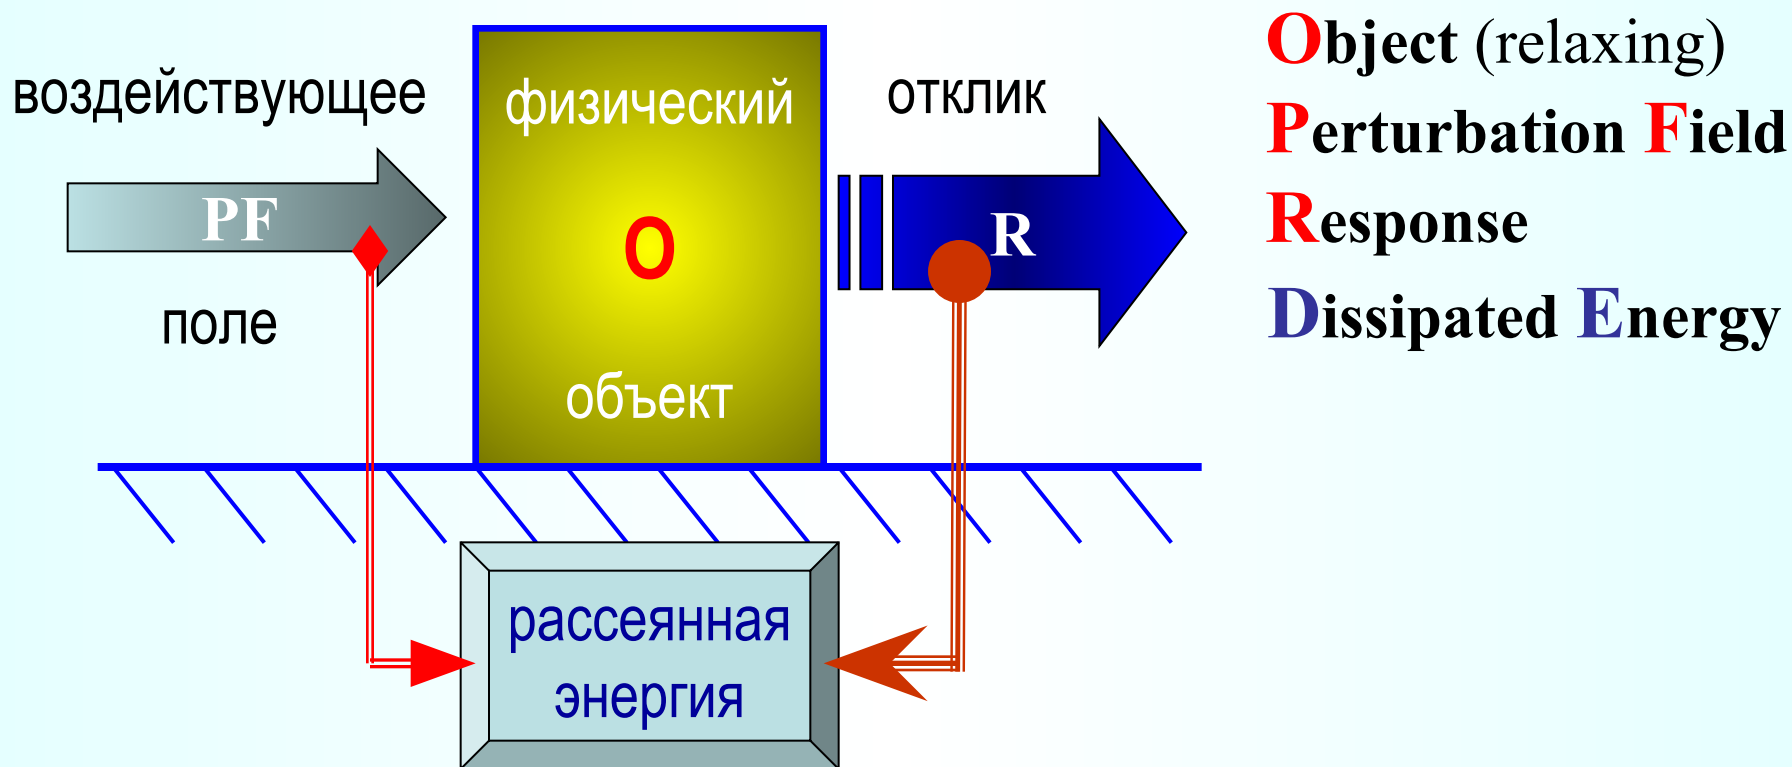 воздействующее
PF
поле
физический
О
объект
отклик
R
рассеянная
энергия
Object (relaxing)
Perturbation Field
Response
Dissipated Energy